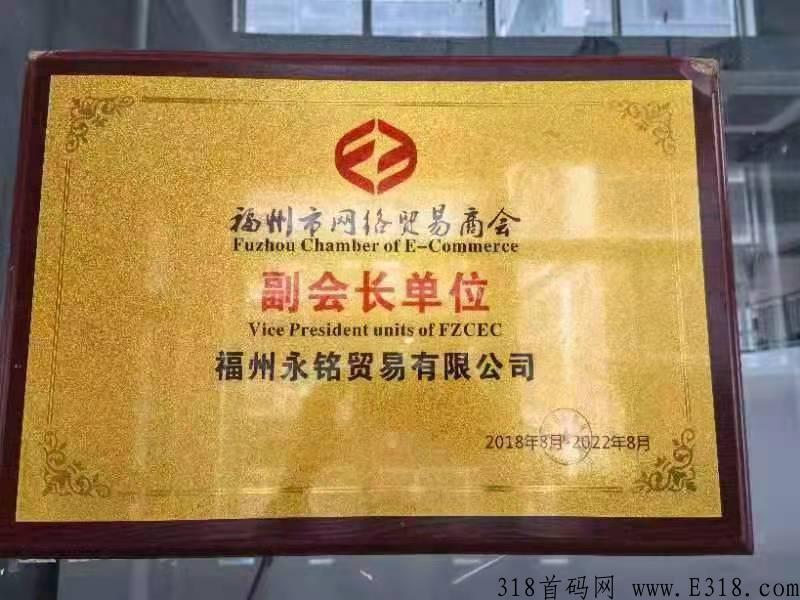 福州市网络贸易商会
Fuzhou Chamber of E-Commerce
副会长单位
Vice President units of FZCEC
福州永铭贸易有限公司
2018年8月-2022年8月
318首码网 www.E318.com